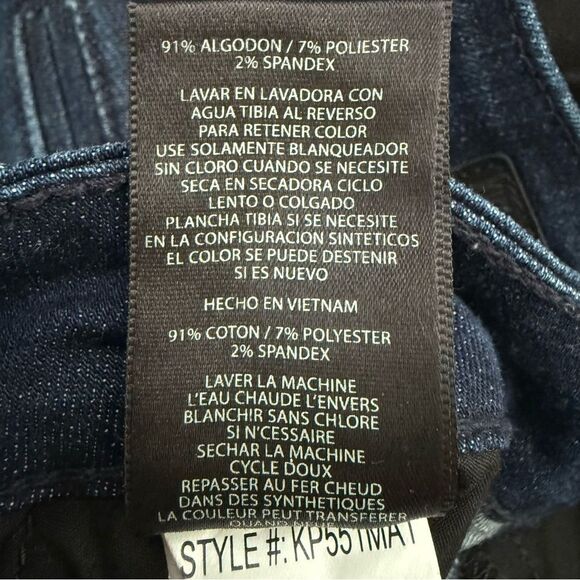 91% ALGODON / 7% POLIESTER
2% SPANDEX
LAVAR EN LAVADORA CON
AGUA TIBIA AL REVERSO
PARA RETENER COLOR
USE SOLAMENTE BLANQUEADOR
SIN CLORO CUANDO SE NECESITE
SECA EN SECADORA CICLO
LENTO O COLGADO
PLANCHA TIBIA SI SE NECESITE
EN LA CONFIGURACION SINTETICOS
EL COLOR SE PUEDE DESTENIR
SI ES NUEVO
HECHO EN VIETNAM
91% COTON / 7% POLYESTER
2% SPANDEX
LAVER LA MACHINE
L'EAU CHAUDE L'ENVERS
BLANCHIR SANS CHLORE
SI N'CESSAIRE
SECHAR LA MACHINE
CYCLE DOUX
REPASSER AU FER CHEUD
DANS DES SYNTHETIQUES
LA COULEUR PEUT TRANSFERER
QUAND NEUF
STYLE #: KP551MAT